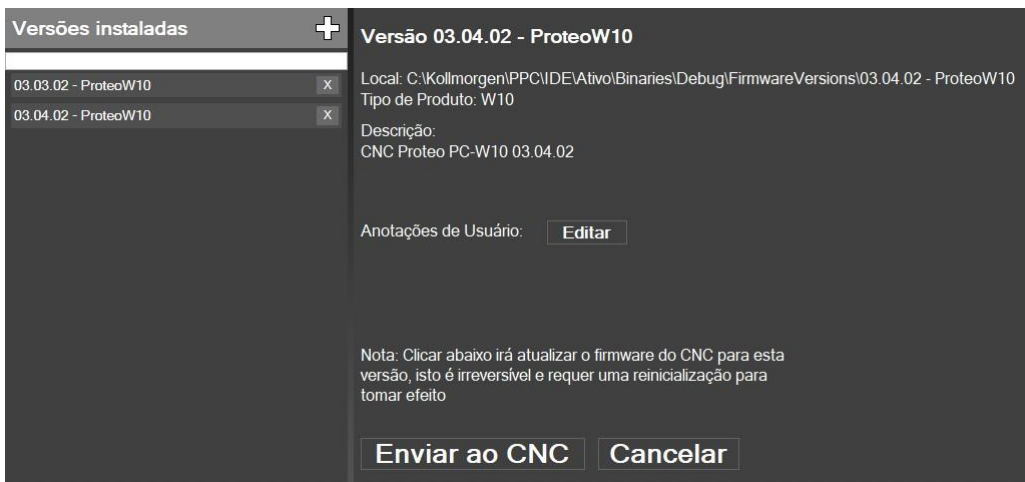 Versões instaladas
03.03.02 - ProteoW10 X
03.04.02 - ProteoW10 X
Versão 03.04.02 - ProteoW10
Local: C:\Kollmorgen\PPC\IDE\Ativo\Binaries\Debug\FirmwareVersions\03.04.02 - ProteoW10
Tipo de Produto: W10
Descrição:
CNC Proteo PC-W10 03.04.02
Anotações de Usuário: Editar
Nota: Clicar abaixo irá atualizar o firmware do CNC para esta
versão, isto é irreversível e requer uma reinicialização para
tomar efeito
Enviar ao CNC Cancelar